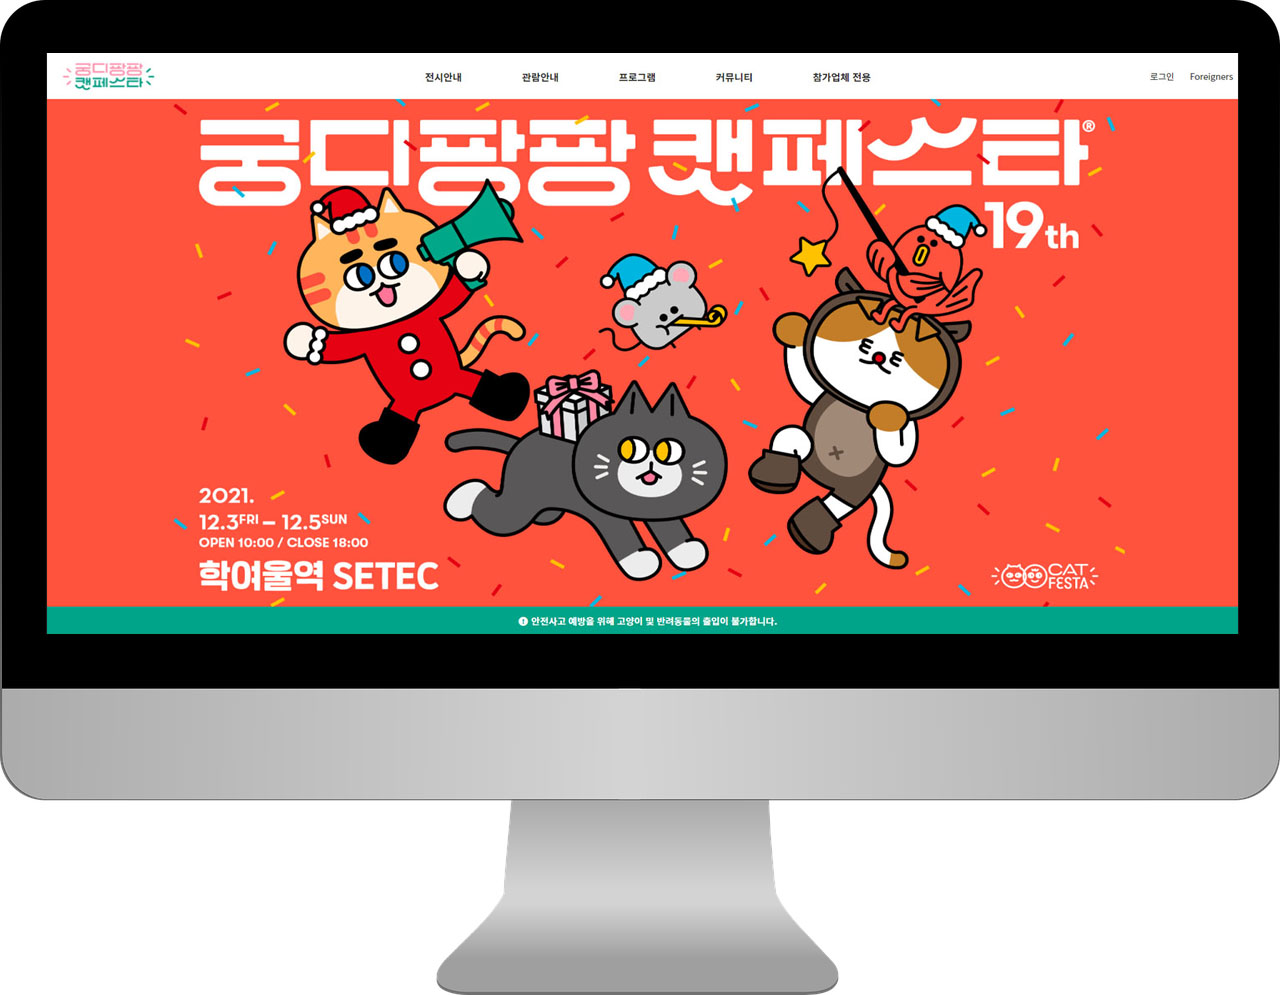 궁디팡팡
캣페스타
전시안내 관람안내 프로그램 커뮤니티 참가업체 전용 로그인 Foreigners
궁디팡팡 캣페스타®
19th
2021.
12.3FRI – 12.5SUN
OPEN 10:00 / CLOSE 18:00
학여울역 SETEC
CAT
FESTA
! 안전사고 예방을 위해 고양이 및 반려동물의 출입이 불가합니다.